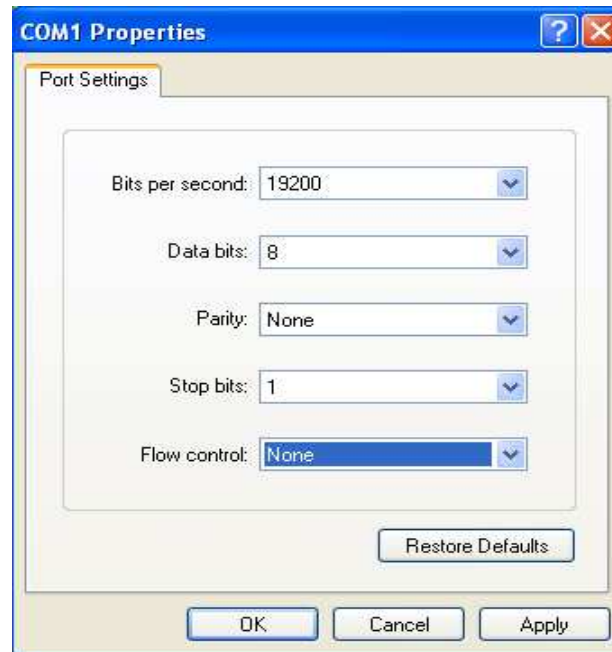 COM1 Properties
Port Settings
Bits per second: 19200
Data bits: 8
Parity: None
Stop bits: 1
Flow control: None
Restore Defaults
OK Cancel Apply